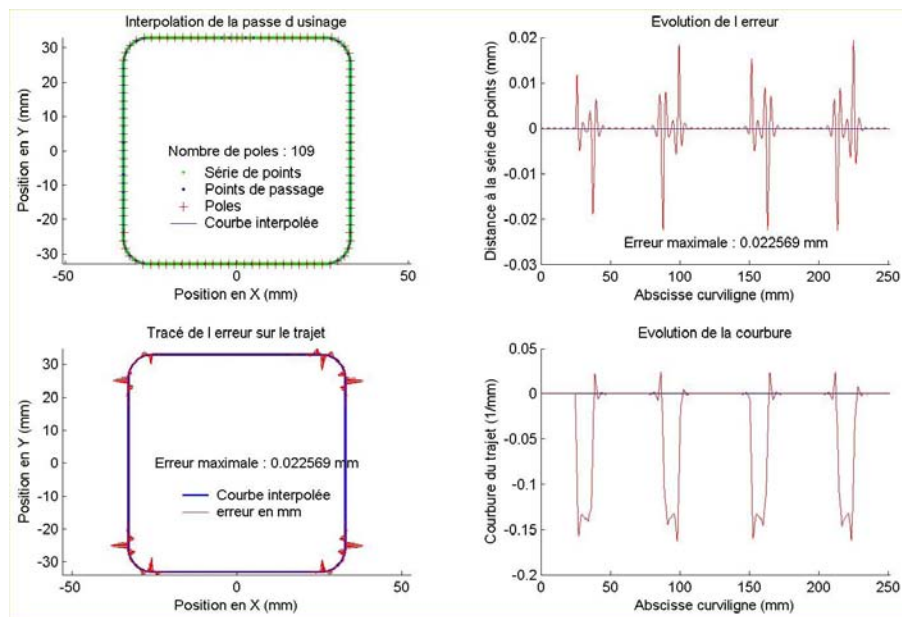 Interpolation de la passe d usinage
Position en Y (mm)
30
20
10
0
-10
-20
-30
Nombre de poles : 109
Série de points
Points de passage
Poles
Courbe interpolée
-50
0
50
Position en X (mm)
Evolution de l erreur
Distance à la série de points (mm)
0.02
0.01
0
-0.01
-0.02
-0.03
Erreur maximale : 0.022569 mm
0
50
100
150
200
250
Abscisse curviligne (mm)
Tracé de l erreur sur le trajet
Position en Y (mm)
30
20
10
0
-10
-20
-30
Erreur maximale : 0.022569 mm
Courbe interpolée
erreur en mm
-50
0
50
Position en X (mm)
Evolution de la courbure
Courbure du trajet (1/mm)
0.05
0
-0.05
-0.1
-0.15
-0.2
0
50
100
150
200
250
Abscisse curviligne (mm)